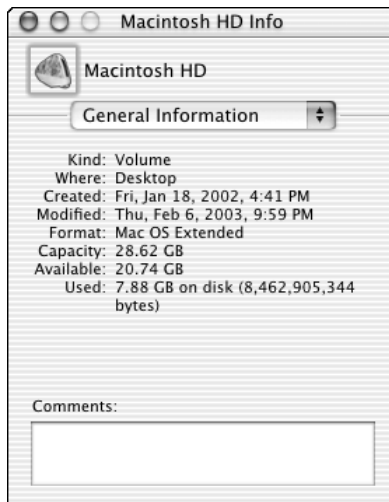 Macintosh HD Info
Macintosh HD
General Information
Kind: Volume
Where: Desktop
Created: Fri, Jan 18, 2002, 4:41 PM
Modified: Thu, Feb 6, 2003, 9:59 PM
Format: Mac OS Extended
Capacity: 28.62 GB
Available: 20.74 GB
Used: 7.88 GB on disk (8,462,905,344
bytes)
Comments: